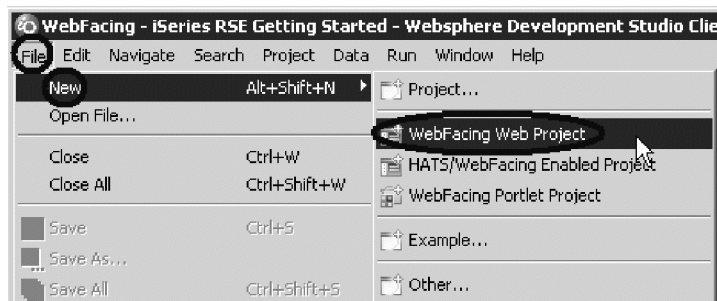 WebFacing - iSeries RSE Getting Started - Websphere Development Studio Clie
File Edit Navigate Search Project Data Run Window Help
New Alt+Shift+N
Open File...
Close Ctrl+W
Close All Ctrl+Shift+W
Save Ctrl+S
Save As...
Save All Ctrl+Shift+S
Project...
WebFacing Web Project
HATS/WebFacing Enabled Project
WebFacing Portlet Project
Example...
Other...